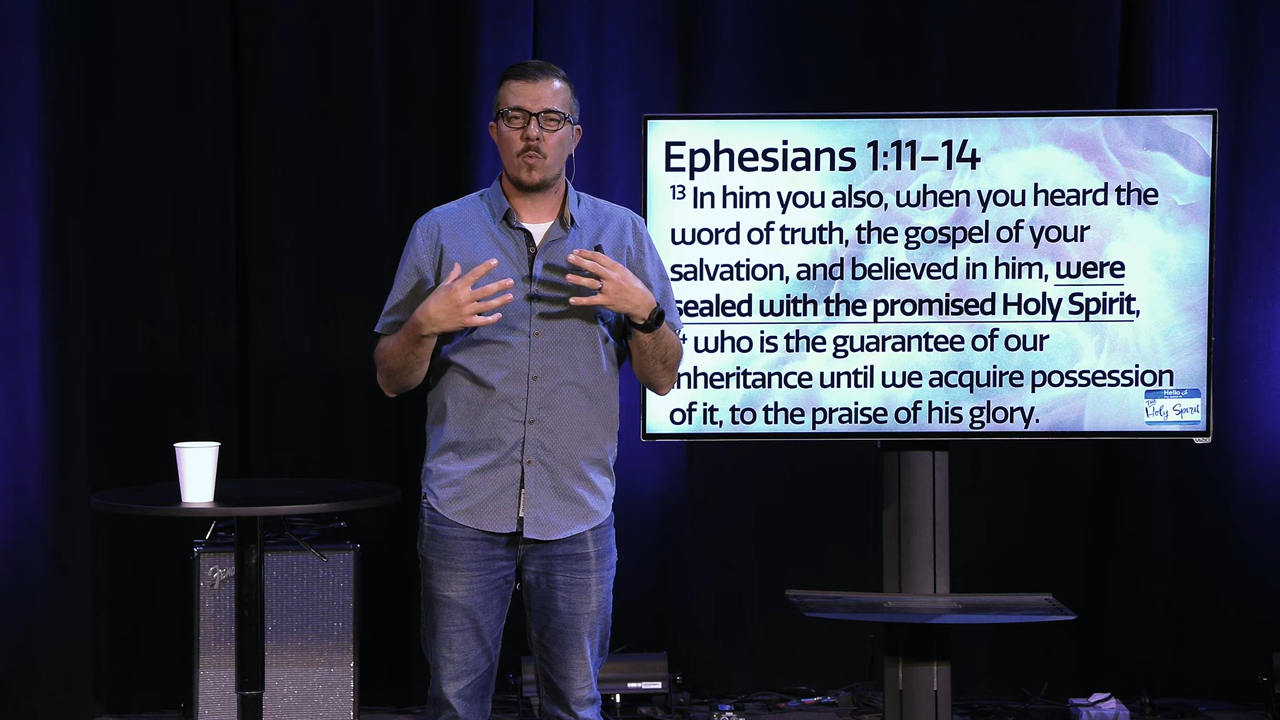 Ephesians 1:11–14
13 In him you also, when you heard the
word of truth, the gospel of your
salvation, and believed in him, were
sealed with the promised Holy Spirit,
who is the guarantee of our
inheritance until we acquire possession
of it, to the praise of his glory.
Hello
THE
Holy Spirit